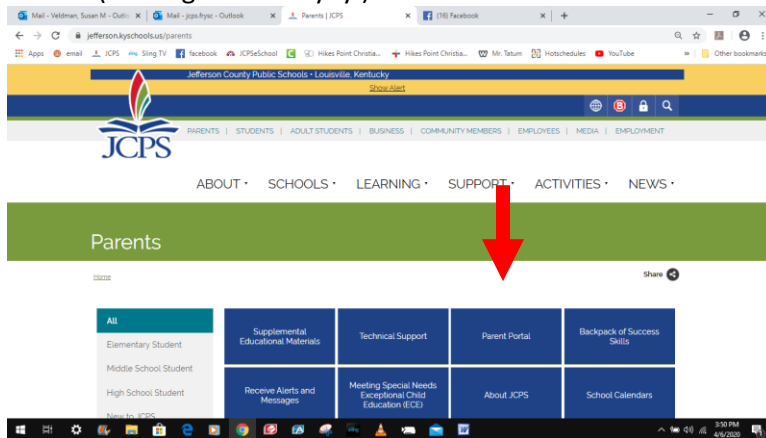 Mail - Veldman, Susan M - Outlo
Mail - jcps.frysc - Outlook
Parents | JCPS
(16) Facebook
jefferson.kyschools.us/parents
Apps email JCPS Sling TV facebook JCPSeSchool Hikes Point Christia... Hikes Point Christia... Mr. Tatum Hotschedules YouTube » Other bookmarks
Jefferson County Public Schools • Louisville, Kentucky
Show Alert
PARENTS | STUDENTS | ADULT STUDENTS | BUSINESS | COMMUNITY MEMBERS | EMPLOYEES | MEDIA | EMPLOYMENT
JCPS
ABOUT SCHOOLS LEARNING SUPPORT ACTIVITIES NEWS
Parents
Home
Share
All
Elementary Student
Middle School Student
High School Student
New to JCPS
Supplemental
Educational Materials
Technical Support
Parent Portal
Backpack of Success
Skills
Receive Alerts and
Messages
Meeting Special Needs
Exceptional Child
Education (ECE)
About JCPS
School Calendars
3:50 PM
4/6/2020